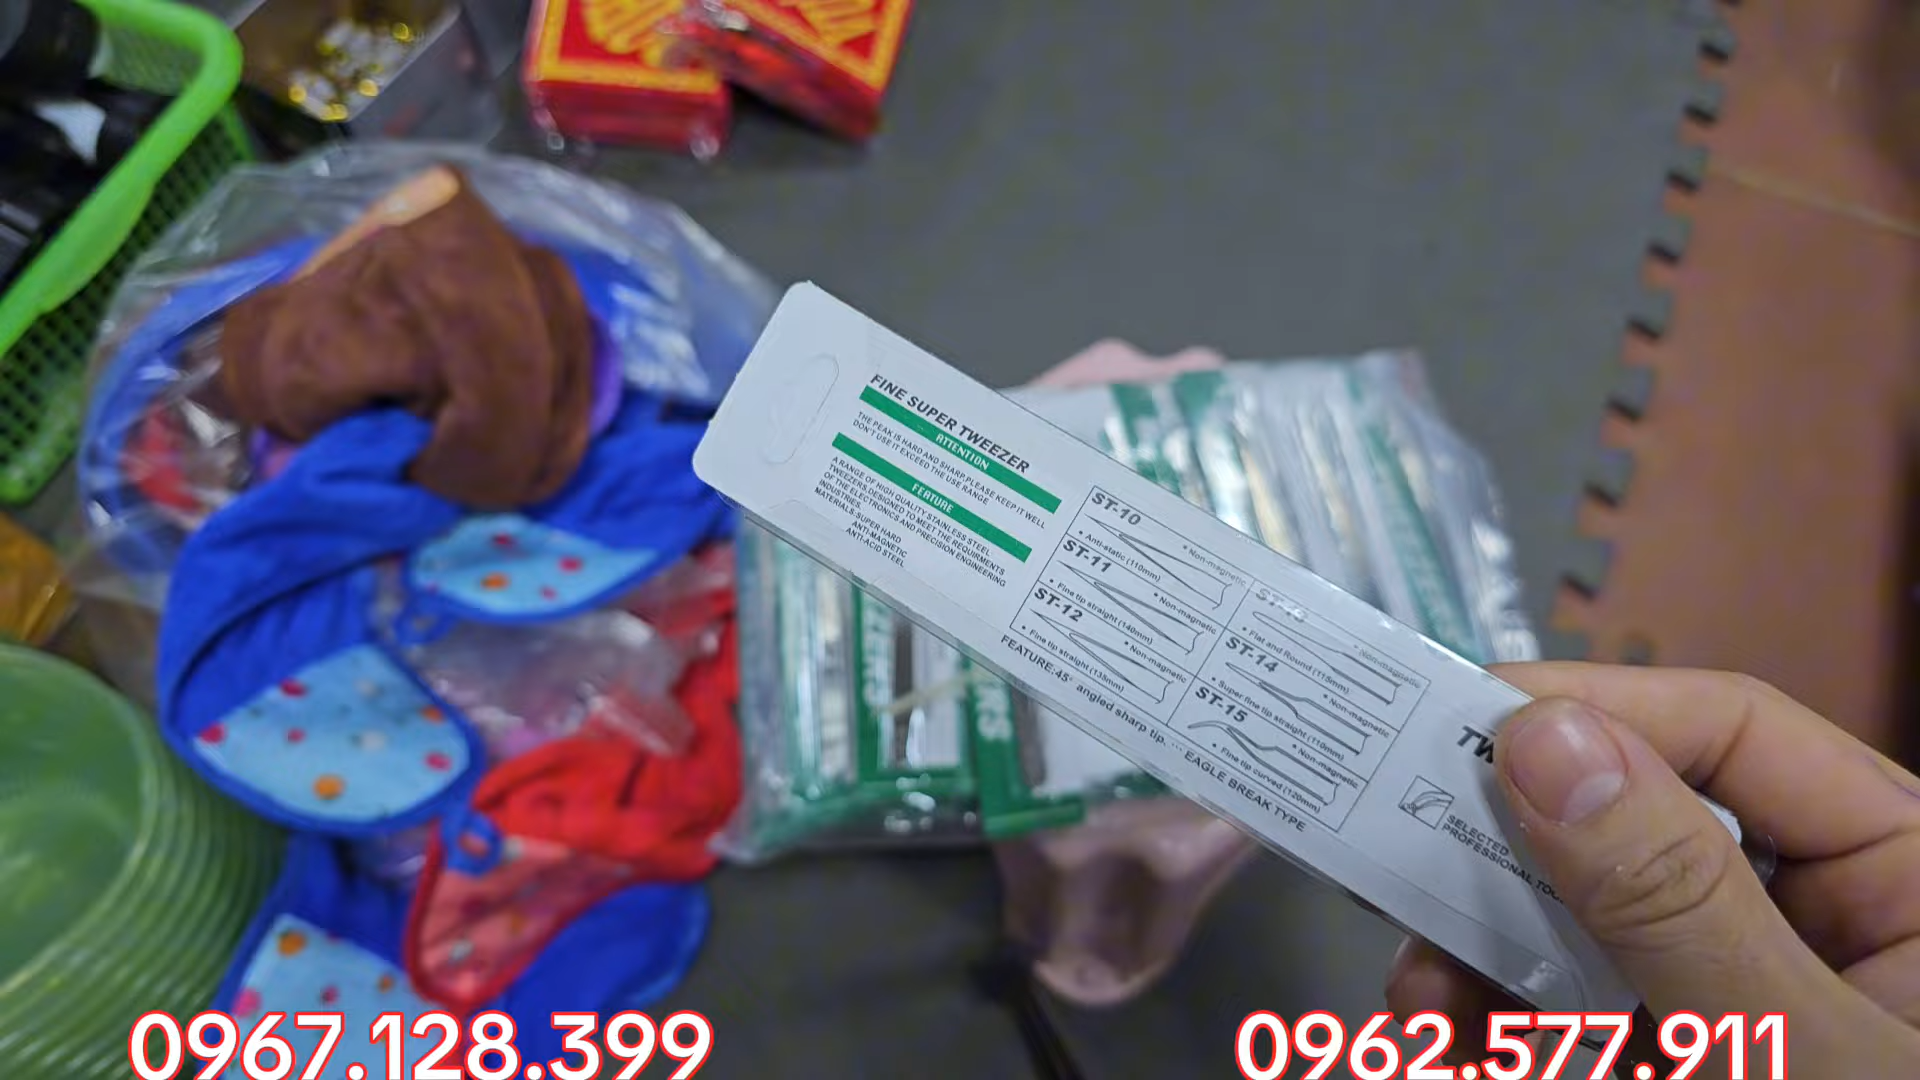 FINE SUPER TWEEZER
ATTENTION
THE PEAK IS HARD AND SHARP,PLEASE KEEP IT WELL
DON'T USE IT EXCEED THE USE RANGE
FEATURE
A RANGE OF HIGH QUALITY STAINLESS STEEL
TWEEZERS,DESIGNED TO MEET THE REQUIRMENTS
OF THE ELECTRONICS AND PRECISION ENGINEERING
INDUSTRIES.
MATERIALS:SUPER HARD
ANTI-MAGNETIC
ANTI-ACID STEEL
ST-10
• Anti-static (110mm)
• Non-magnetic
ST-11
• Fine tip straight (140mm)
• Non-magnetic
ST-12
• Fine tip straight (135mm)
• Non-magnetic
• Flat and Round (115mm)
• Non-magnetic
ST-14
• Super fine tip straight (110mm)
• Non-magnetic
ST-15
• Fine tip curved (120mm)
• Non-magnetic
FEATURE:45° angled sharp tip. ··· EAGLE BREAK TYPE
TW
SELECTED
PROFESSIONAL
0967.128.399
0962.577.911